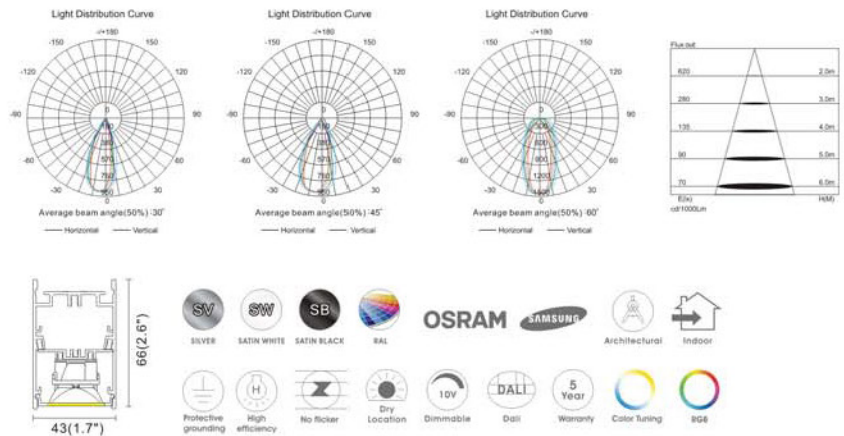 Light Distribution Curve
-/+180
-150
150
-120
120
-90
90
-60
60
-30
30
0
Average beam angle(50%) :30°
Horizontal
Vertical
Light Distribution Curve
-/+180
-150
150
-120
120
-90
90
-60
60
-30
30
0
Average beam angle(50%) :45°
Horizontal
Vertical
Light Distribution Curve
-/+180
-150
150
-120
120
-90
90
-60
60
-30
30
0
Average beam angle(50%) :60°
Horizontal
Vertical
Flux out:
620 2.0m
280 3.0m
135 4.0m
90 5.0m
70 6.0m
E(lx) H(M)
cd/1000Lm
66(2.6")
43(1.7")
SV
SILVER
SW
SATIN WHITE
SB
SATIN BLACK
RAL
OSRAM
SAMSUNG
Architectural
Indoor
Protective grounding
H
High efficiency
No flicker
Dry Location
10V
Dimmable
DALI
Dali
5 Year
Warranty
Color Tuning
RGB